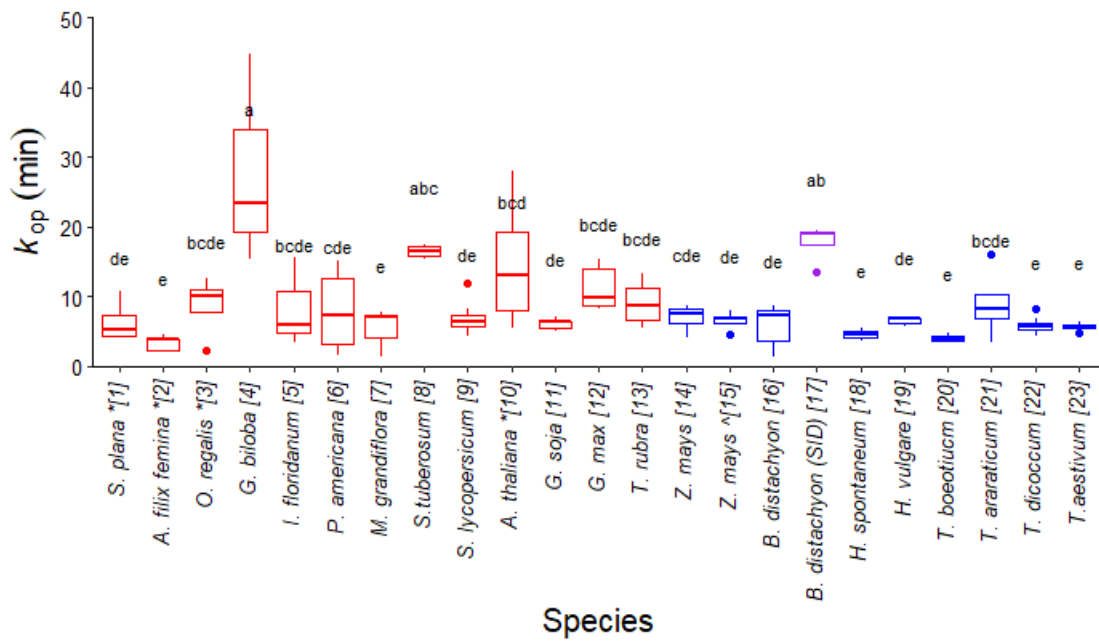 50
40
30
20
10
0
k op (min)
de
e
bcde
a
bcde
cde
e
abc
de
bcd
de
bcde
bcde
cde
de
de
ab
e
de
e
bcde
e
e
S. plana *[1]
A. filix femina *[2]
O. regalis *[3]
G. biloba [4]
I. floridanum [5]
P. americana [6]
M. grandiflora [7]
S.tuberosum [8]
S. lycopersicum [9]
A. thaliana *[10]
G. soja [11]
G. max [12]
T. rubra [13]
Z. mays [14]
Z. mays ^[15]
B. distachyon [16]
B. distachyon (SID) [17]
H. spontaneum [18]
H. vulgare [19]
T. boeotiucm [20]
T. araraticum [21]
T. dicoccum [22]
T.aestivum [23]
Species